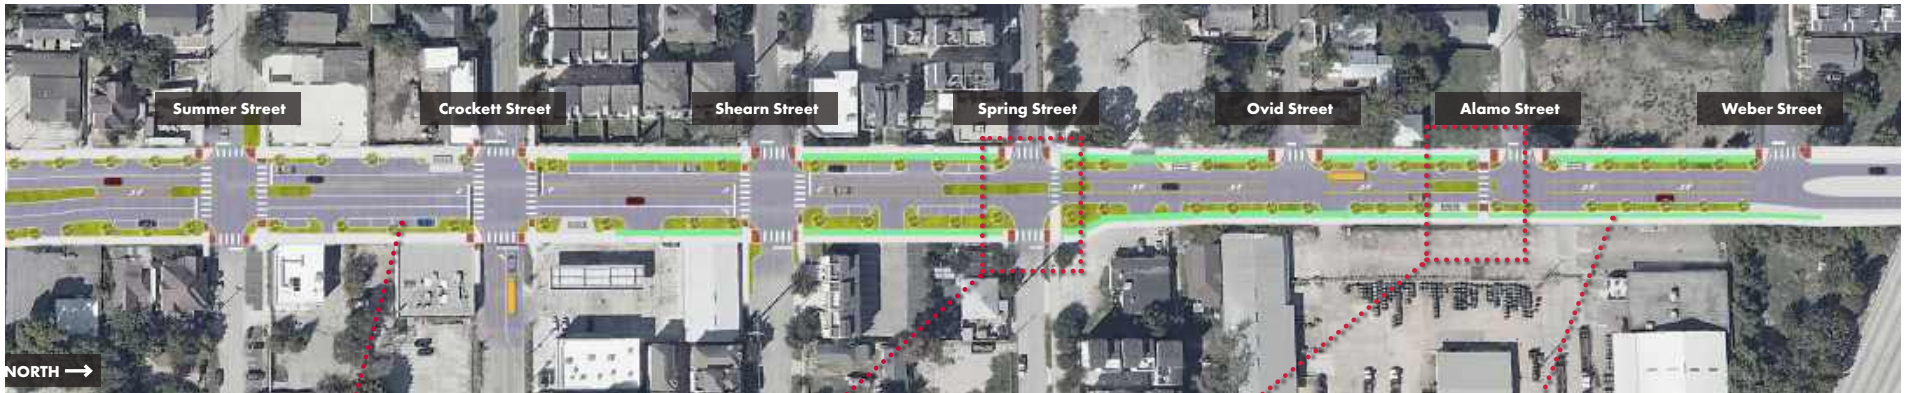 Summer Street
Crockett Street
Shearn Street
Spring Street
Ovid Street
Alamo Street
Weber Street
NORTH →